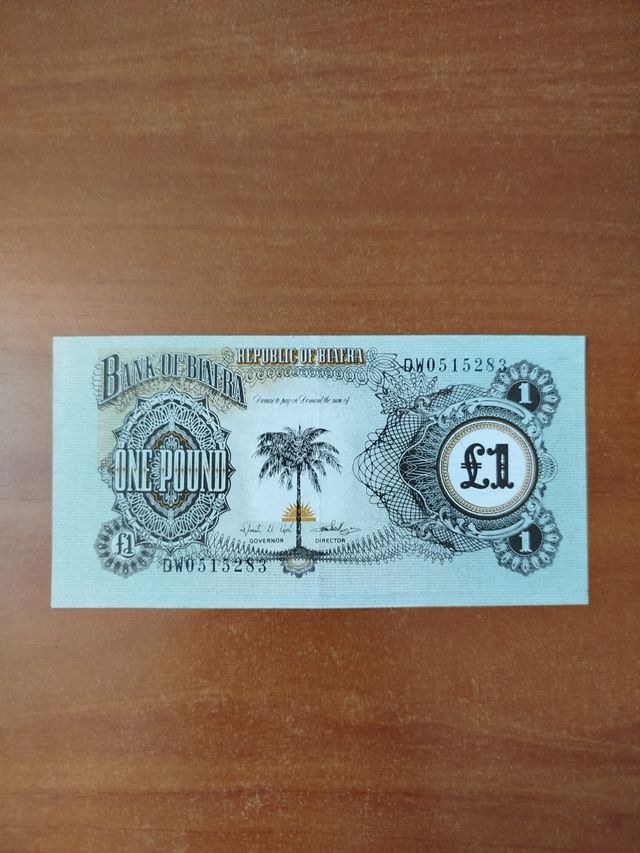 BANK OF BIAFRA
REPUBLIC OF BIAFRA
DW0515283
1
Promise to pay on Demand the sum of
ONE POUND
£1
GOVERNOR
DIRECTOR
£1
1
DW0515283